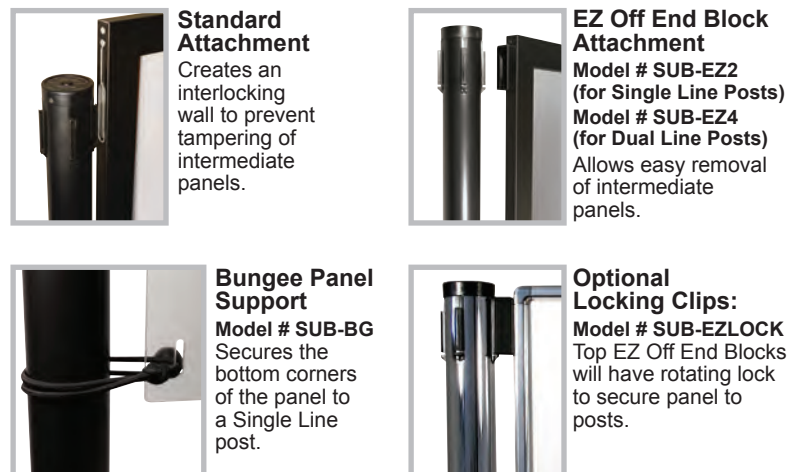 Standard
Attachment
Creates an
interlocking
wall to prevent
tampering of
intermediate
panels.
EZ Off End Block
Attachment
Model # SUB-EZ2
(for Single Line Posts)
Model # SUB-EZ4
(for Dual Line Posts)
Allows easy removal
of intermediate
panels.
Bungee Panel
Support
Model # SUB-BG
Secures the
bottom corners
of the panel to
a Single Line
post.
Optional
Locking Clips:
Model # SUB-EZLOCK
Top EZ Off End Blocks
will have rotating lock
to secure panel to
posts.